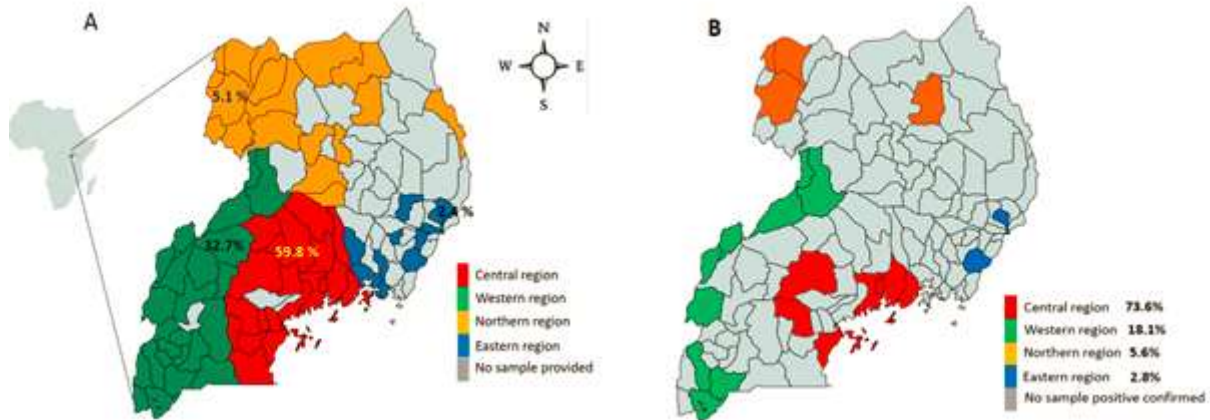 A
N
W E
S
5.1 %
32.7%
59.8 %
Central region
Western region
Northern region
Eastern region
No sample provided
B
Central region 73.6%
Western region 18.1%
Northern region 5.6%
Eastern region 2.8%
No sample positive confirmed